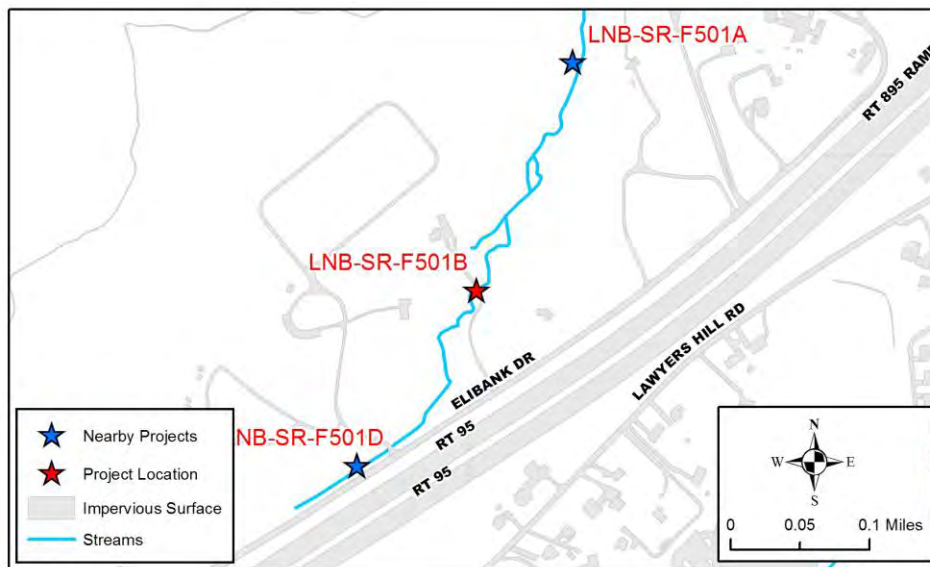 LNB-SR-F501A
RT 895 RAMP
LNB-SR-F501B
LAWYERS HILL RD
ELIBANK DR
NB-SR-F501D
RT 95
RT 95
Nearby Projects
Project Location
Impervious Surface
Streams
N
W E
S
0 0.05 0.1 Miles